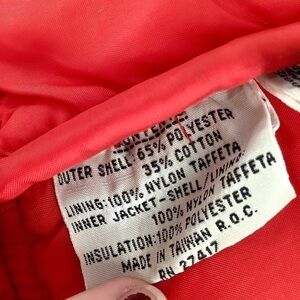 CONTENTS
OUTER SHELL: 65% POLYESTER
35% COTTON
LINING: 100% NYLON TAFFETA
INNER JACKET-SHELL/LINING
100% NYLON TAFFETA
INSULATION: 100% POLYESTER
MADE IN TAIWAN R.O.C.
RN 27417